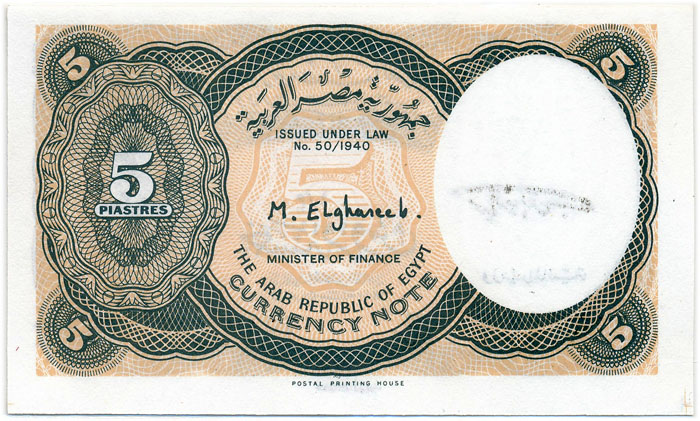 5
5
جمهورية مصر العربية
ISSUED UNDER LAW
No. 50/1940
5
PIASTRES
5
M. ELghareeb.
MINISTER OF FINANCE
THE ARAB REPUBLIC OF EGYPT
CURRENCY NOTE
5
5
POSTAL PRINTING HOUSE